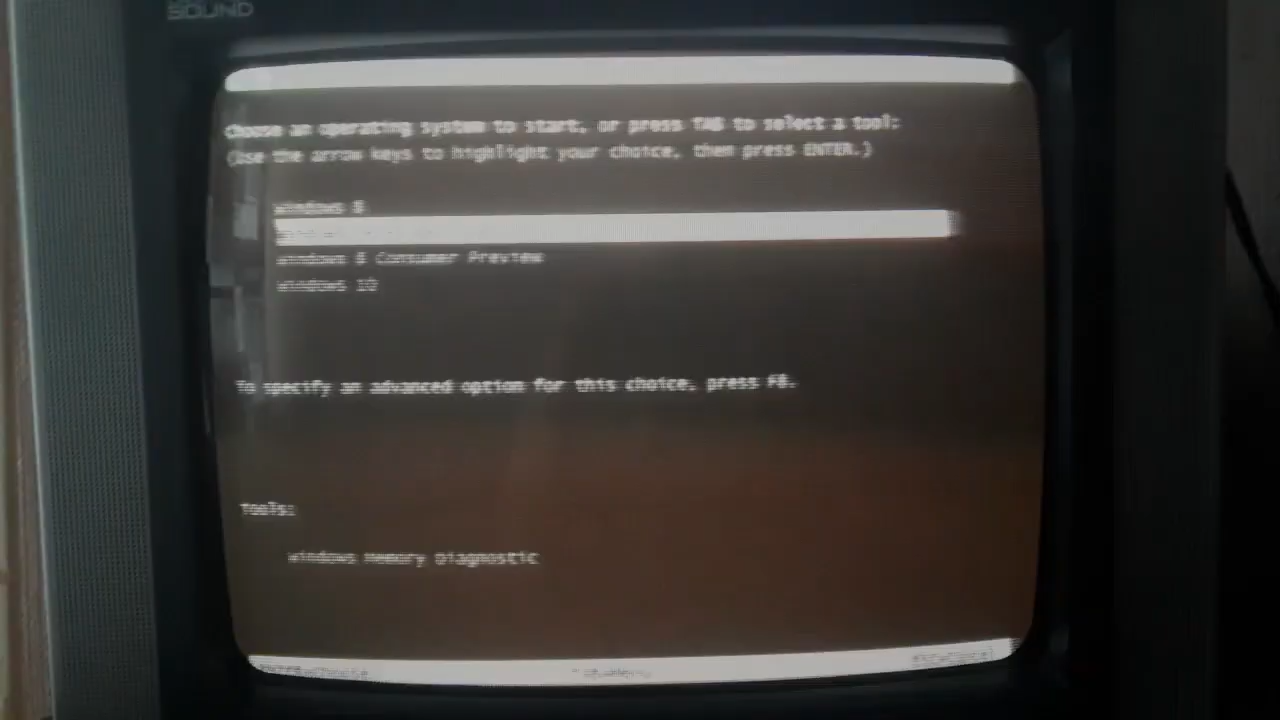 SOUND
Choose an operating system to start, or press TAB to select a tool:
(Use the arrow keys to highlight your choice, then press ENTER.)
Windows 8
Windows 8 Consumer Preview
Windows 10
To specify an advanced option for this choice, press F8.
Tools:
Windows Memory Diagnostic